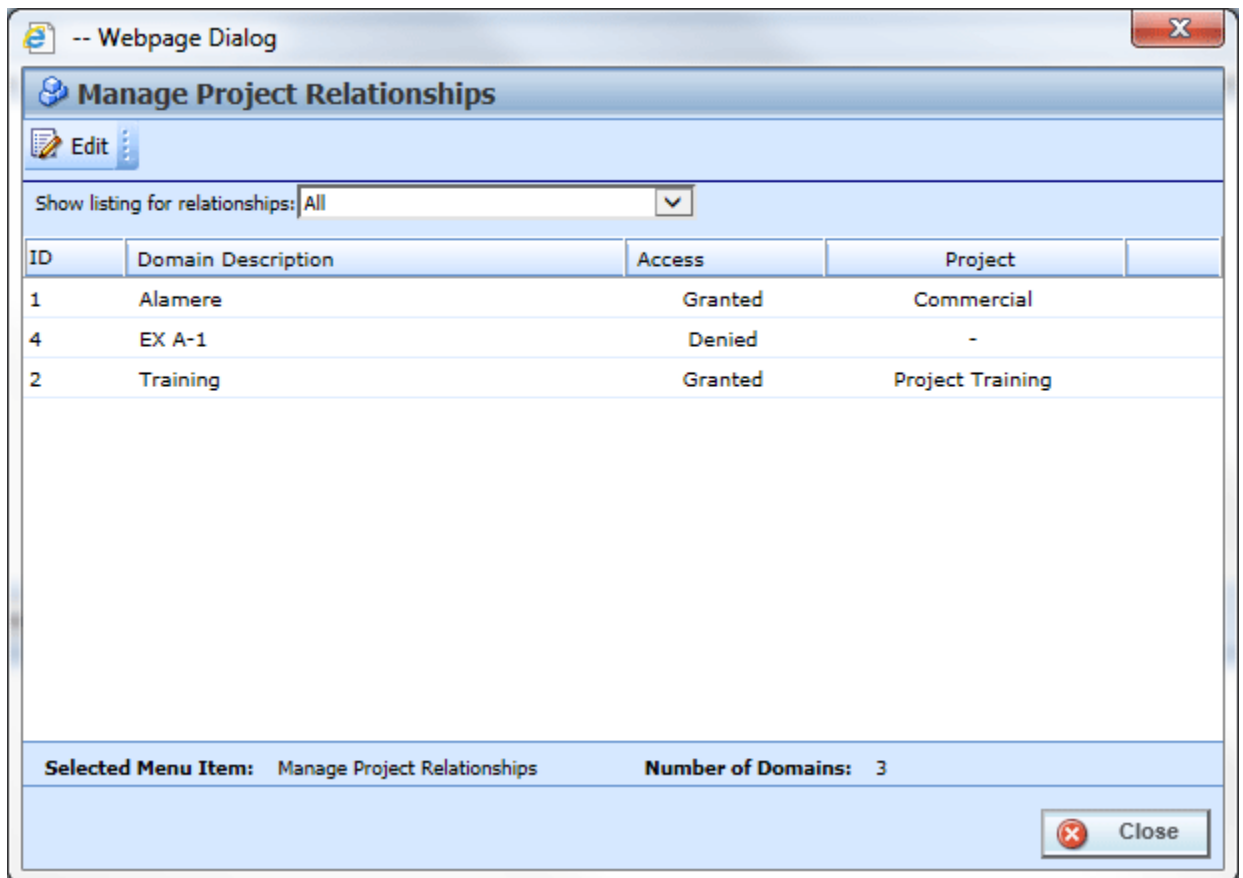 -- Webpage Dialog
Manage Project Relationships
Edit
Show listing for relationships: All
ID Domain Description Access Project
1 Alamere Granted Commercial
4 EX A-1 Denied -
2 Training Granted Project Training
Selected Menu Item: Manage Project Relationships Number of Domains: 3
Close